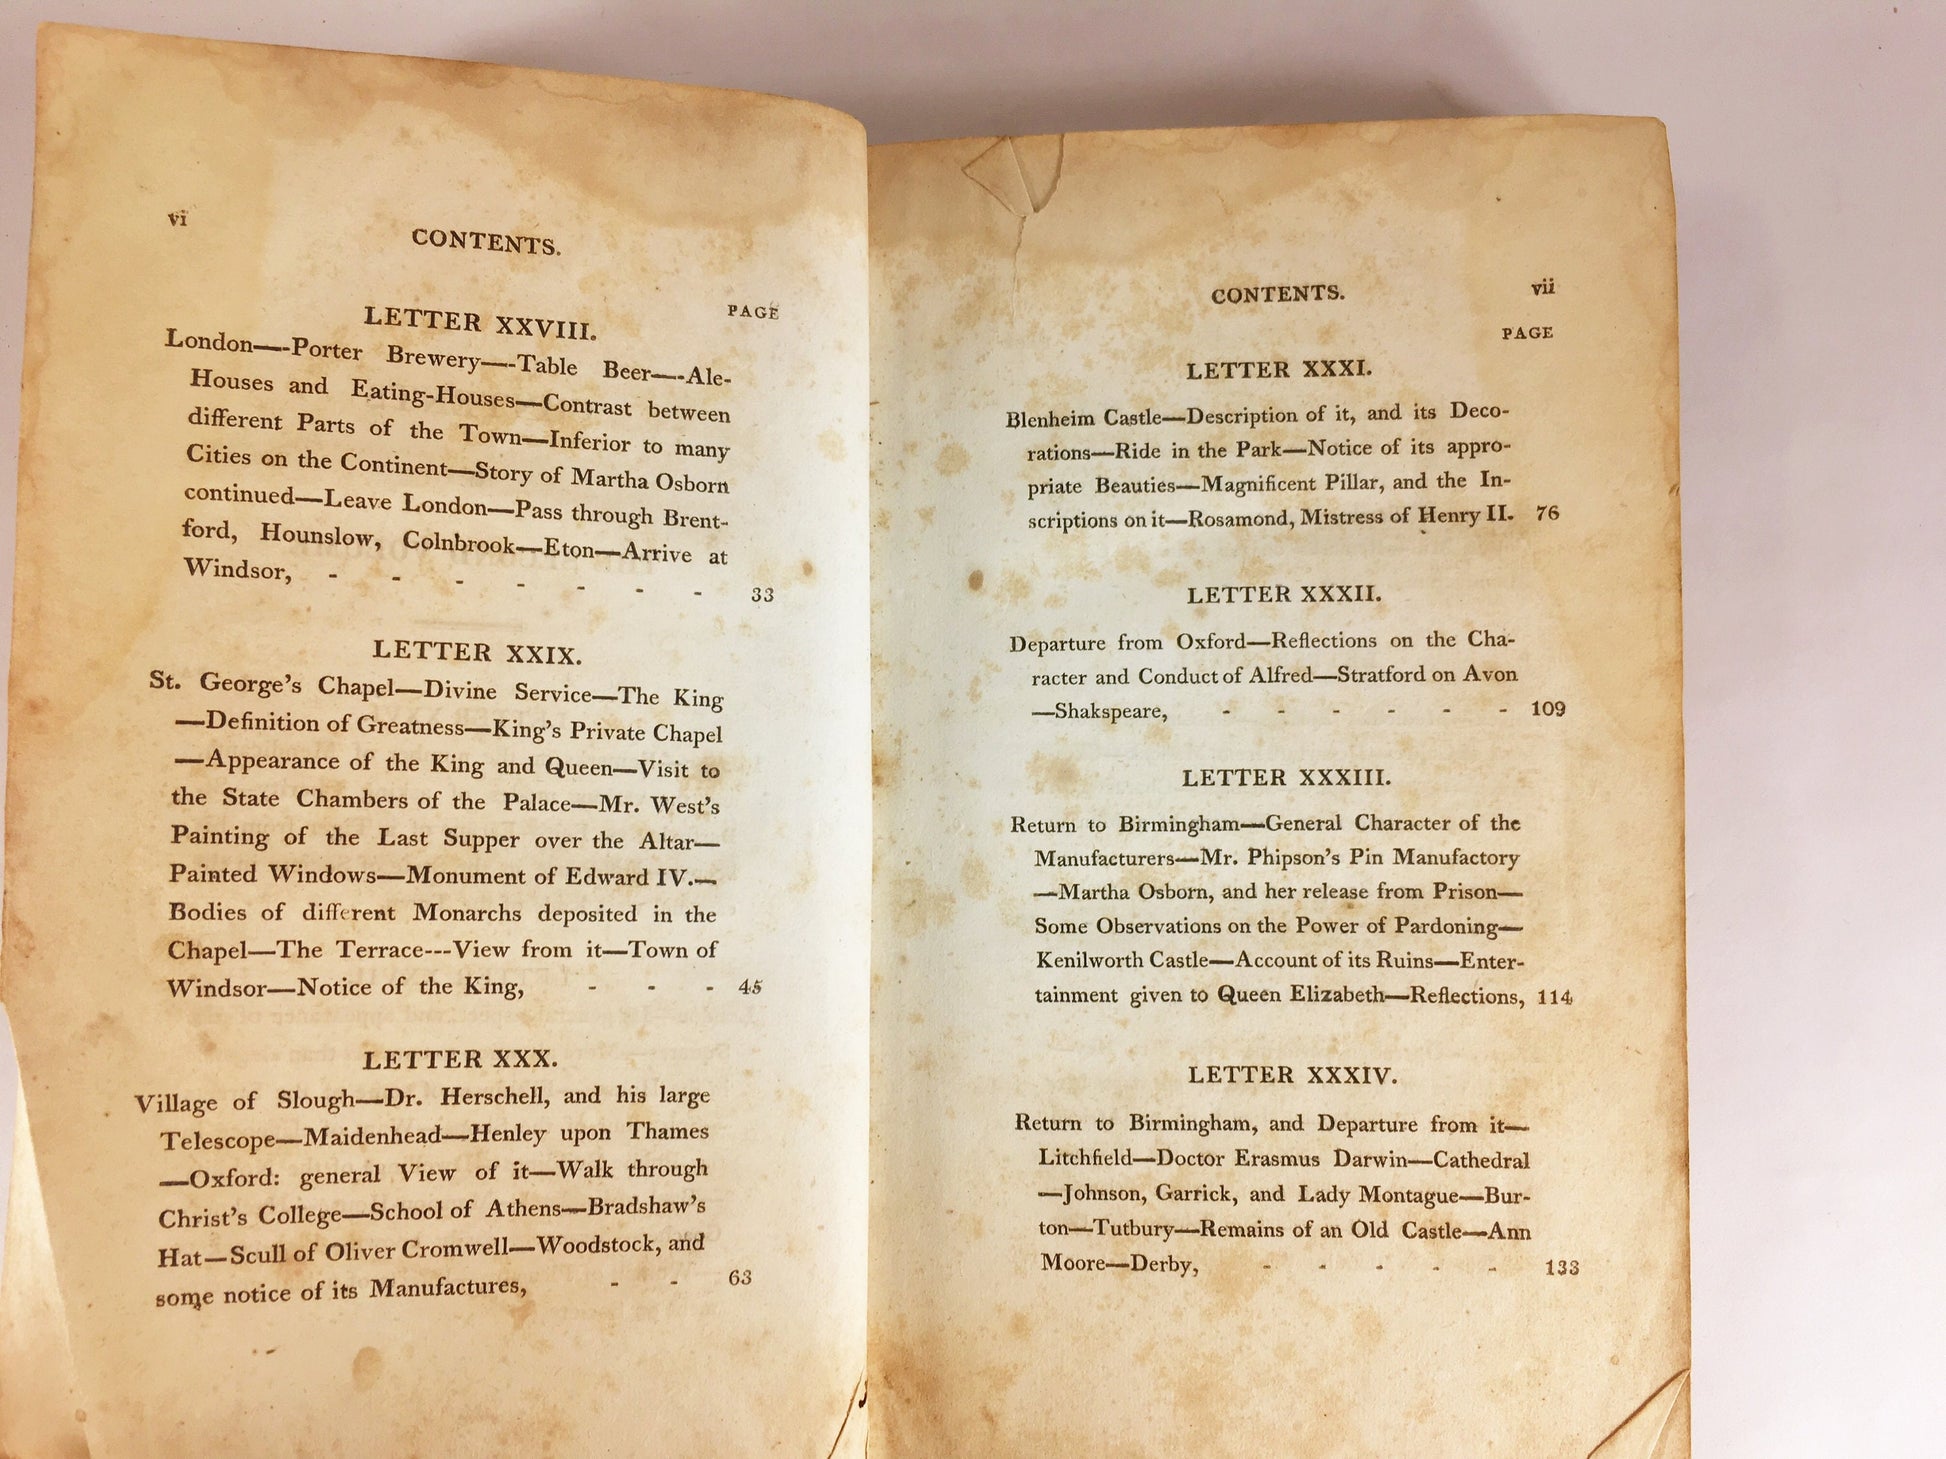 vi
CONTENTS.
PAGE
LETTER XXVIII.
London—-Porter Brewery—-Table Beer—-Ale-
Houses and Eating-Houses—Contrast between
different Parts of the Town—Inferior to many
Cities on the Continent—Story of Martha Osborn
continued—Leave London—Pass through Brent-
ford, Hounslow, Colnbrook—Eton—Arrive at
Windsor, - - - - - - - 33
LETTER XXIX.
St. George's Chapel—Divine Service—The King
—Definition of Greatness—King's Private Chapel
—Appearance of the King and Queen—Visit to
the State Chambers of the Palace—Mr. West's
Painting of the Last Supper over the Altar—
Painted Windows—Monument of Edward IV.—
Bodies of different Monarchs deposited in the
Chapel—The Terrace---View from it—Town of
Windsor—Notice of the King, - - - 45
LETTER XXX.
Village of Slough—Dr. Herschell, and his large
Telescope—Maidenhead—Henley upon Thames
—Oxford: general View of it—Walk through
Christ's College—School of Athens—Bradshaw's
Hat—Scull of Oliver Cromwell—Woodstock, and
some notice of its Manufactures, - - 63
CONTENTS. vii
PAGE
LETTER XXXI.
Blenheim Castle—Description of it, and its Deco-
rations—Ride in the Park—Notice of its appro-
priate Beauties—Magnificent Pillar, and the In-
scriptions on it—Rosamond, Mistress of Henry II. 76
LETTER XXXII.
Departure from Oxford—Reflections on the Cha-
racter and Conduct of Alfred—Stratford on Avon
—Shakspeare, - - - - - - 109
LETTER XXXIII.
Return to Birmingham—General Character of the
Manufacturers—Mr. Phipson's Pin Manufactory
—Martha Osborn, and her release from Prison—
Some Observations on the Power of Pardoning—
Kenilworth Castle—Account of its Ruins—Enter-
tainment given to Queen Elizabeth—Reflections, 114
LETTER XXXIV.
Return to Birmingham, and Departure from it—
Litchfield—Doctor Erasmus Darwin—Cathedral
—Johnson, Garrick, and Lady Montague—Bur-
ton—Tutbury—Remains of an Old Castle—Ann
Moore—Derby, - - - - - 133